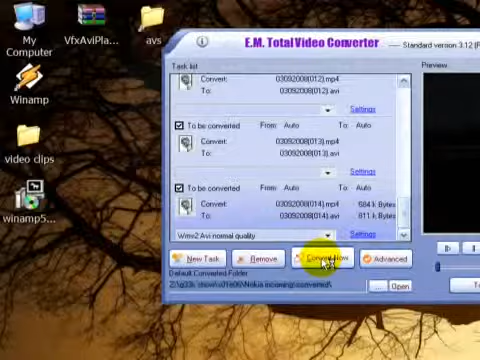 My
Computer
VfxAviPla...
avs
Winamp
video clips
winamp5...
E.M. Total Video Converter
Standard version 3.12
Task list
Preview:
Convert: 03092008(012).mp4
To: 03092008(012).avi
Settings
To be converted From: Auto To: Auto
Convert: 03092008(013).mp4
To: 03092008(013).avi
Settings
To be converted From: Auto To: Auto
Convert: 03092008(014).mp4 684 k Bytes
To: 03092008(014).avi 811 k Bytes
Wmv2 Avi normal quality Settings
New Task Remove Convert Now Advanced
Default Converted Folder
... Open